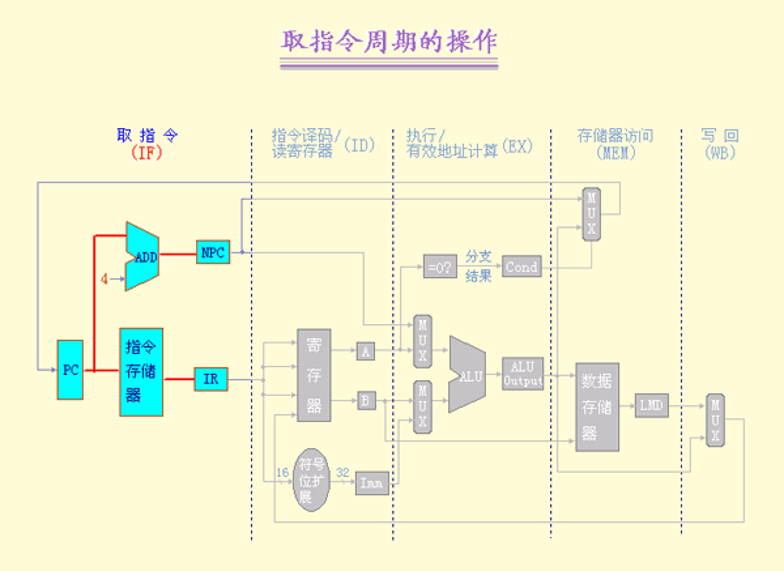 取指令周期的操作
取 指 令
(IF)
指令译码/
读寄存器 (ID)
执行/
有效地址计算(EX)
存储器访问
(MEM)
写 回
(WB)
MUX
ADD
NPC
4
=0?
分支
结果
Cond
PC
指令
存储
器
IR
寄
存
器
A
B
MUX
MUX
ALU
ALU
Output
数据
存储
器
LMD
MUX
16
符号
位扩
展
32
Imm